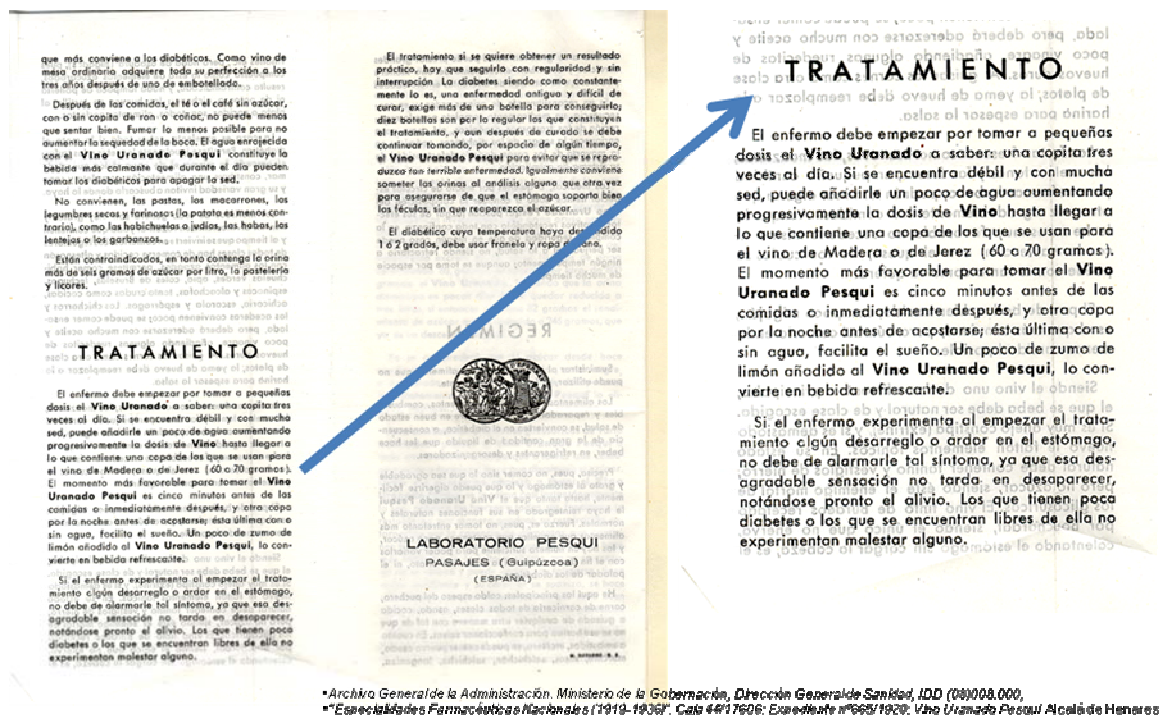 que más conviene a los diabéticos. Como vino de
mesa ordinario adquiere toda su perfección a los
tres años después de uno de embotellado.
Después de las comidas, el té o el café sin azúcar,
con o sin copita de ron o coñac, no puede menos
que sentar bien. Fumar lo menos posible para no
aumentar la sequedad de la boca. El agua enrojecida
con el Vino Uranado Pesqui constituye la
bebida más calmante que durante el día pueden
tomar los diabéticos para apagar la sed.
No convienen, las pastas, los macarrones, las
legumbres secas y farinosas (la patata es menos con-
traria), como las habichuelas o judías, las habas, las
lentejas o los garbanzos.
Están contraindicados, en tanto contenga la orina
más de seis gramos de azúcar por litro, la pastelería
y licores.
TRATAMIENTO
El enfermo debe empezar por tomar a pequeñas
dosis el Vino Uranado a saber: una copita tres
veces al día. Si se encuentra débil y con mucha
sed, puede añadirle un poco de agua aumentando
progresivamente la dosis de Vino hasta llegar a
lo que contiene una copa de las que se usan para
el vino de Madera o de Jerez (60 a 70 gramos).
El momento más favorable para tomar el Vino
Uranado Pesqui es cinco minutos antes de las
comidas o inmediatamente después, y otra copa
por la noche antes de acostarse; ésta última con o
sin agua, facilita el sueño. Un poco de zumo de
limón añadido al Vino Uranado Pesqui, lo con-
vierte en bebida refrescante.
Si el enfermo experimenta al empezar el trata-
miento algún desarreglo o ardor en el estómago,
no debe de alarmarle tal síntoma, ya que esa des-
agradable sensación no tarda en desaparecer,
notándose pronto el alivio. Los que tienen poca
diabetes o los que se encuentran libres de ella no
experimentan malestar alguno.
El tratamiento si se quiere obtener un resultado
práctico, hay que seguirlo con regularidad y sin
interrupción. La diabetes siendo como constante-
mente lo es, una enfermedad antigua y difícil de
curar, exige más de una botella para conseguirlo;
diez botellas son por lo regular las que constituyen
el tratamiento, y aun después de curado se debe
continuar tomando, por espacio de algún tiempo,
el Vino Uranado Pesqui para evitar que se repro-
duzca tan terrible enfermedad. Igualmente conviene
someter las orinas al análisis alguna que otra vez
para asegurarse de que el estómago soporta bien
las féculas, sin que reaparezca el azúcar.
El diabético cuya temperatura haya descendido
1 ó 2 grados, debe usar franela y ropa de lana.
LABORATORIO PESQUI
PASAJES (Guipúzcoa)
(ESPAÑA)
TRATAMIENTO
El enfermo debe empezar por tomar a pequeñas
dosis el Vino Uranado a saber: una copita tres
veces al día. Si se encuentra débil y con mucha
sed, puede añadirle un poco de agua aumentando
progresivamente la dosis de Vino hasta llegar a
lo que contiene una copa de las que se usan para
el vino de Madera o de Jerez (60 a 70 gramos).
El momento más favorable para tomar el Vino
Uranado Pesqui es cinco minutos antes de las
comidas o inmediatamente después, y otra copa
por la noche antes de acostarse; ésta última con o
sin agua, facilita el sueño. Un poco de zumo de
limón añadido al Vino Uranado Pesqui, lo con-
vierte en bebida refrescante.
Si el enfermo experimenta al empezar el trata-
miento algún desarreglo o ardor en el estómago,
no debe de alarmarle tal síntoma, ya que esa des-
agradable sensación no tarda en desaparecer,
notándose pronto el alivio. Los que tienen poca
diabetes o los que se encuentran libres de ella no
experimentan malestar alguno.
•Archivo General de la Administración. Ministerio de la Gobernación, Dirección General de Sanidad, IDD (08)008.000,
•"Especialidades Farmacéuticas Nacionales (1919-1936)". Caja 44/17606: Expediente nº665/1920: Vino Uranado Pesqui Alcalá de Henares